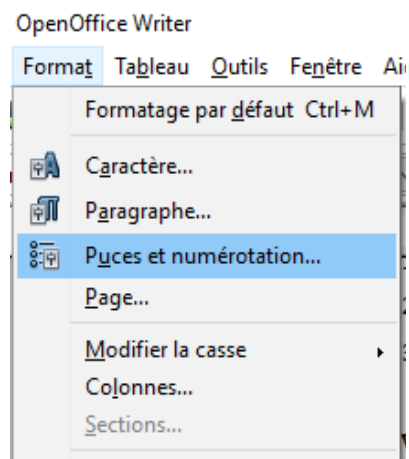 OpenOffice Writer
Format Tableau Outils Fenêtre
Formatage par défaut Ctrl+M
Caractère...
Paragraphe...
Puces et numérotation...
Page...
Modifier la casse
Colonnes...
Sections...